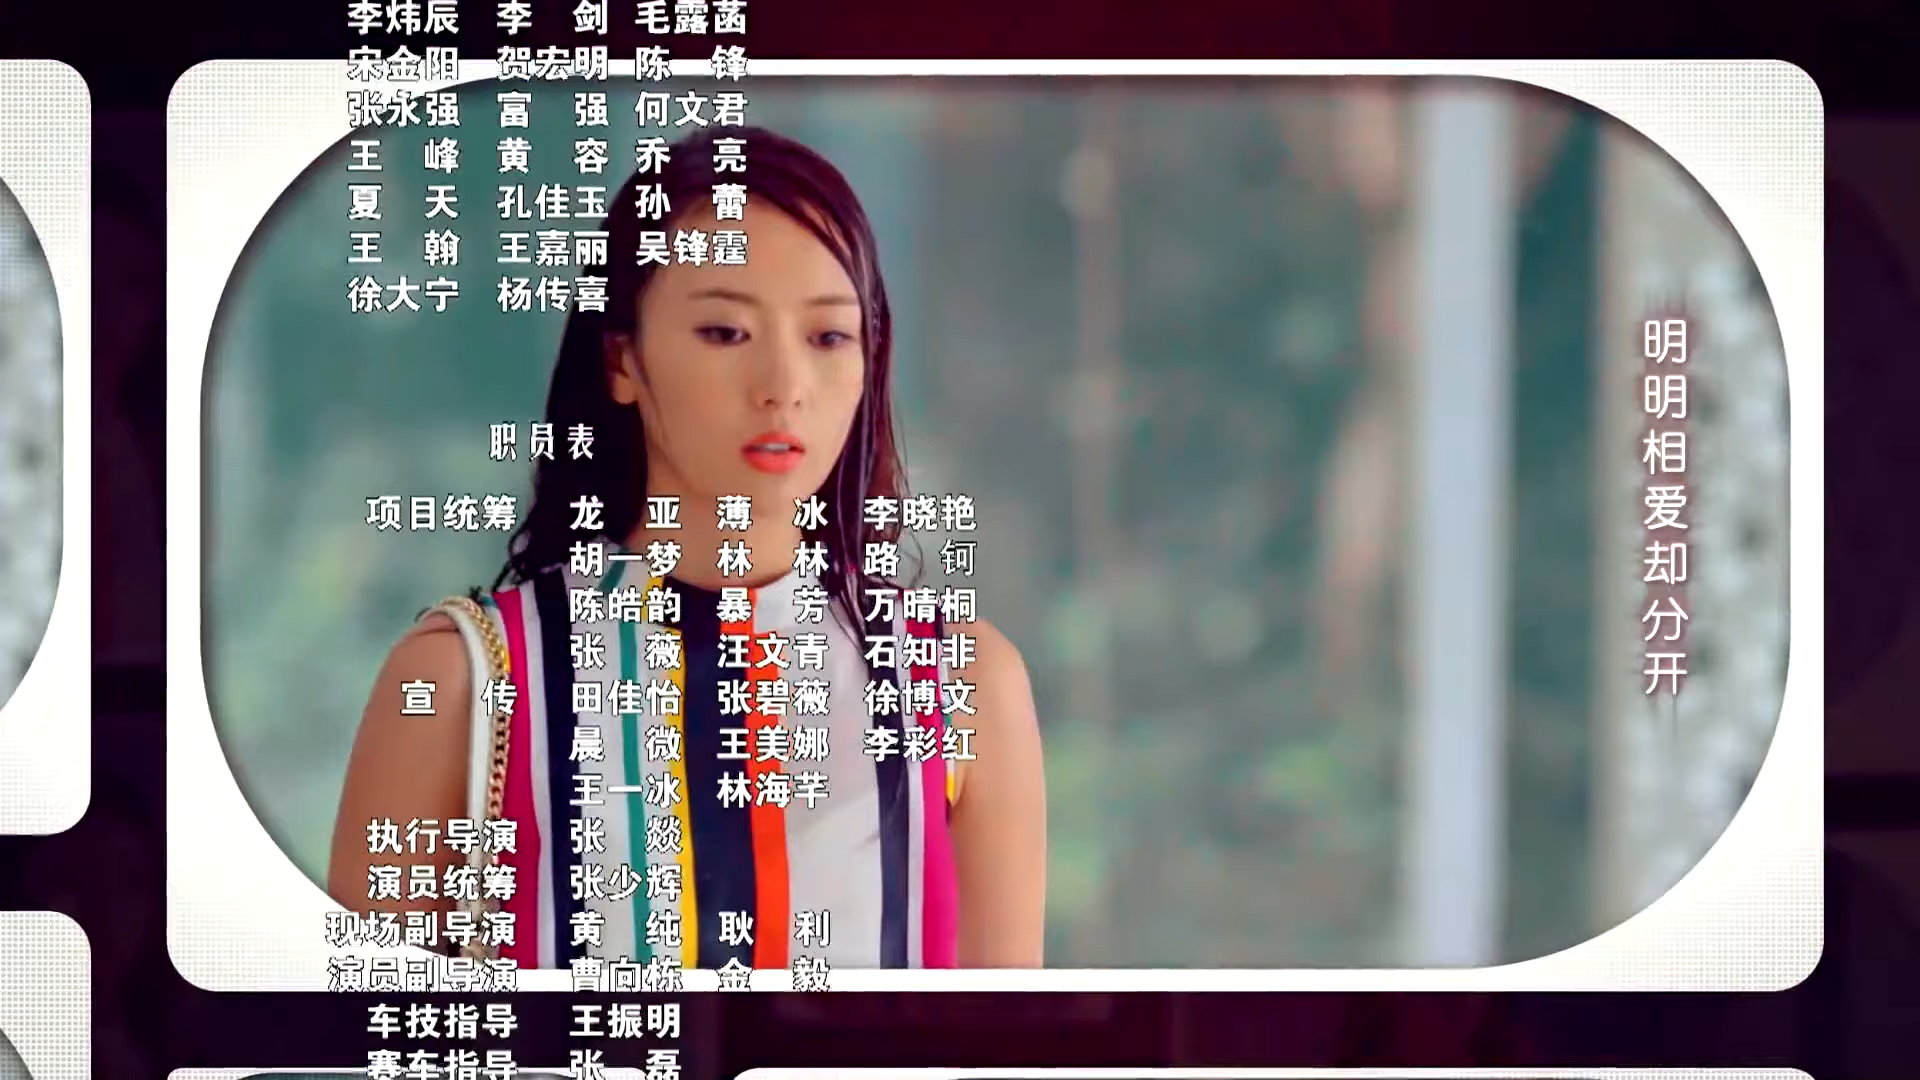 李炜辰 李剑 毛露菡
宋金阳 贺宏明 陈锋
张永强 富强 何文君
王峰 黄容 乔亮
夏天 孔佳玉 孙蕾
王翰 王嘉丽 吴锋霆
徐大宁 杨传喜
职员表
项目统筹 龙亚 薄冰 李晓艳
胡一梦 林林 路钶
陈皓韵 暴芳 万晴桐
张薇 汪文青 石知非
宣传 田佳怡 张碧薇 徐博文
晨微 王美娜 李彩红
王一冰 林海芊
执行导演 张燚
演员统筹 张少辉
现场副导演 黄纯 耿利
演员副导演 曹向栋 金毅
车技指导 王振明
赛车指导 张磊
明明相爱却分开